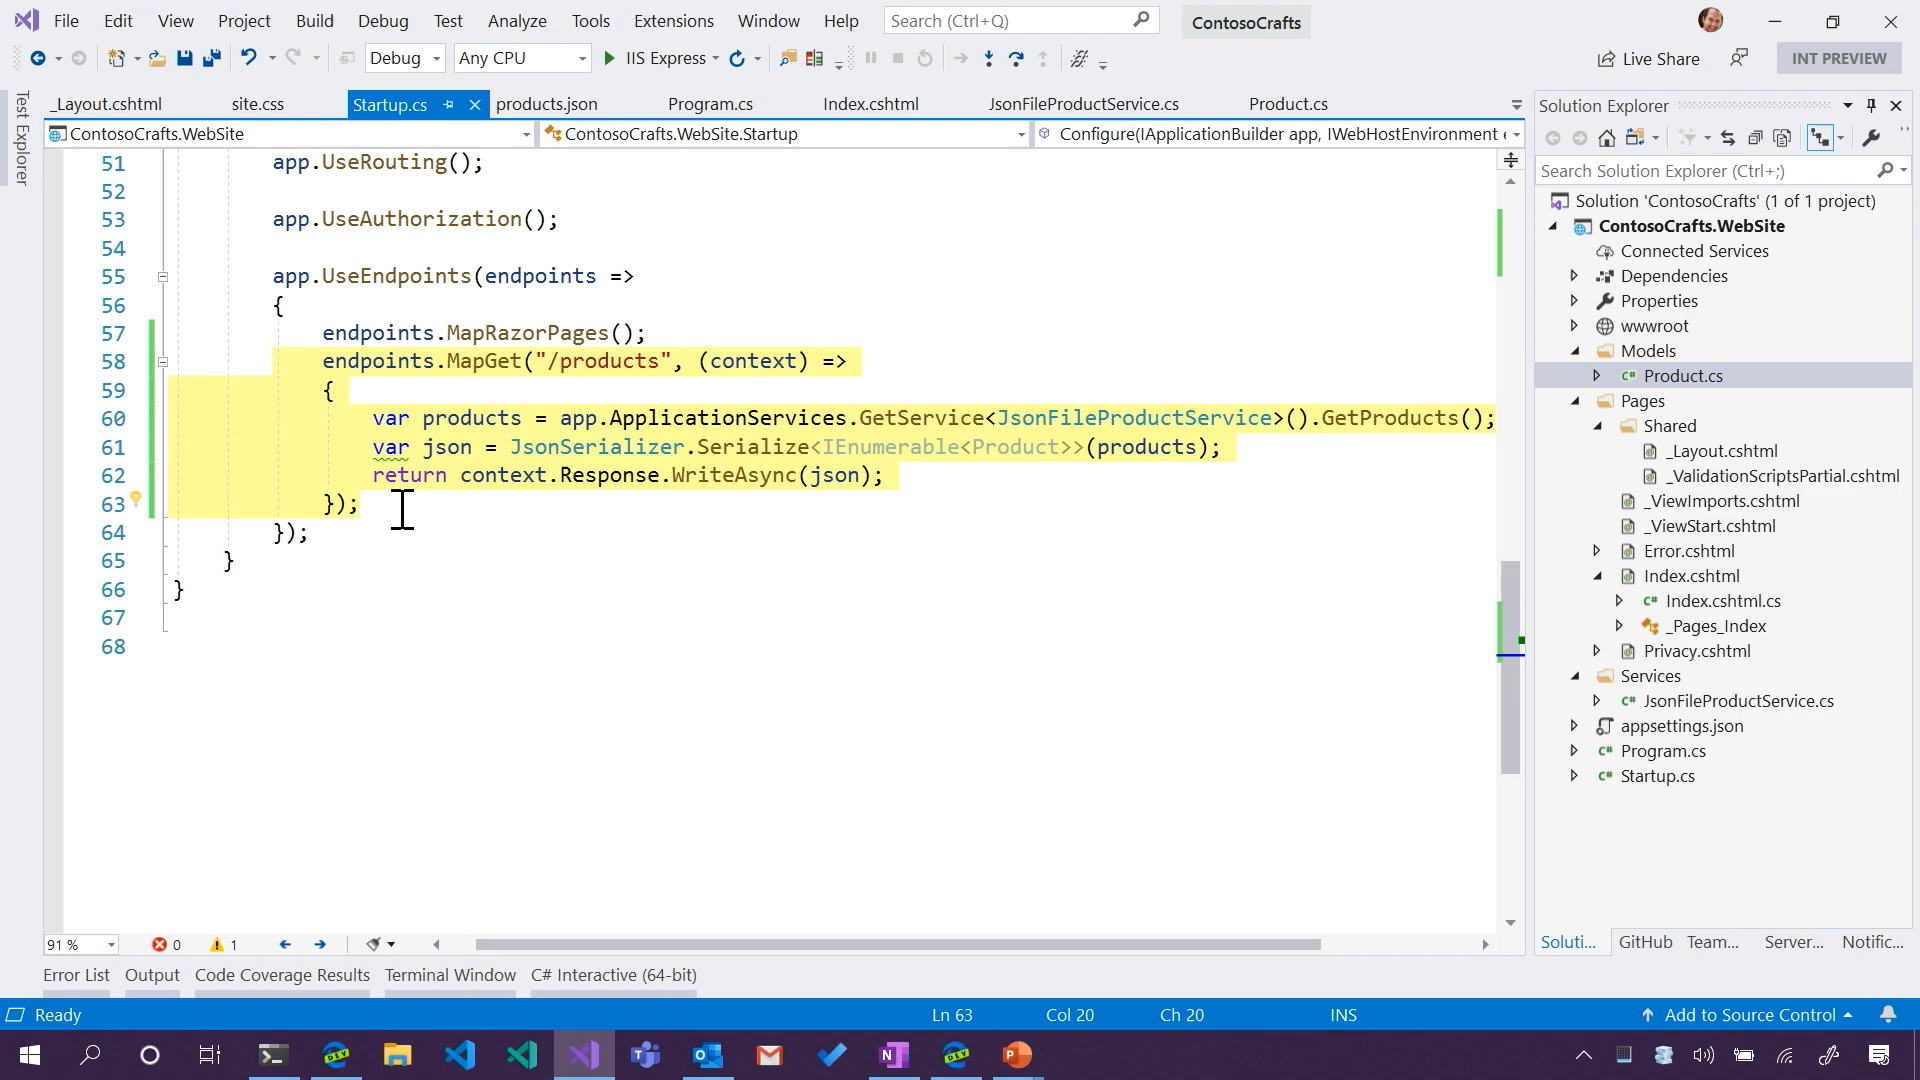 File Edit View Project Build Debug Test Analyze Tools Extensions Window Help Search (Ctrl+Q) ContosoCrafts
Debug Any CPU IIS Express Live Share INT PREVIEW
Test Explorer
_Layout.cshtml site.css Startup.cs products.json Program.cs Index.cshtml JsonFileProductService.cs Product.cs
ContosoCrafts.WebSite ContosoCrafts.WebSite.Startup Configure(IApplicationBuilder app, IWebHostEnvironment e
51 app.UseRouting();
52
53 app.UseAuthorization();
54
55 app.UseEndpoints(endpoints =>
56 {
57 endpoints.MapRazorPages();
58 endpoints.MapGet("/products", (context) =>
59 {
60 var products = app.ApplicationServices.GetService<JsonFileProductService>().GetProducts();
61 var json = JsonSerializer.Serialize<IEnumerable<Product>>(products);
62 return context.Response.WriteAsync(json);
63 });
64 });
65 }
66 }
67
68
91 % 0 1
Error List Output Code Coverage Results Terminal Window C# Interactive (64-bit)
Solution Explorer
Search Solution Explorer (Ctrl+;)
Solution 'ContosoCrafts' (1 of 1 project)
ContosoCrafts.WebSite
Connected Services
Dependencies
Properties
wwwroot
Models
C# Product.cs
Pages
Shared
_Layout.cshtml
_ValidationScriptsPartial.cshtml
_ViewImports.cshtml
_ViewStart.cshtml
Error.cshtml
Index.cshtml
C# Index.cshtml.cs
_Pages_Index
Privacy.cshtml
Services
C# JsonFileProductService.cs
appsettings.json
C# Program.cs
C# Startup.cs
Soluti... GitHub Team... Server... Notific...
Ready Ln 63 Col 20 Ch 20 INS Add to Source Control
DEV T N DEV P